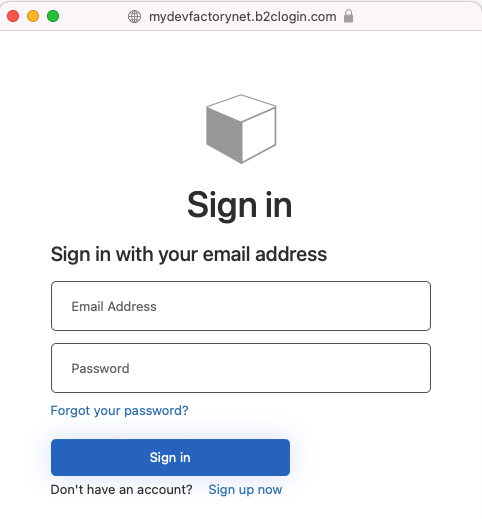 mydevfactorynet.b2clogin.com
Sign in
Sign in with your email address
Email Address
Password
Forgot your password?
Sign in
Don't have an account? Sign up now